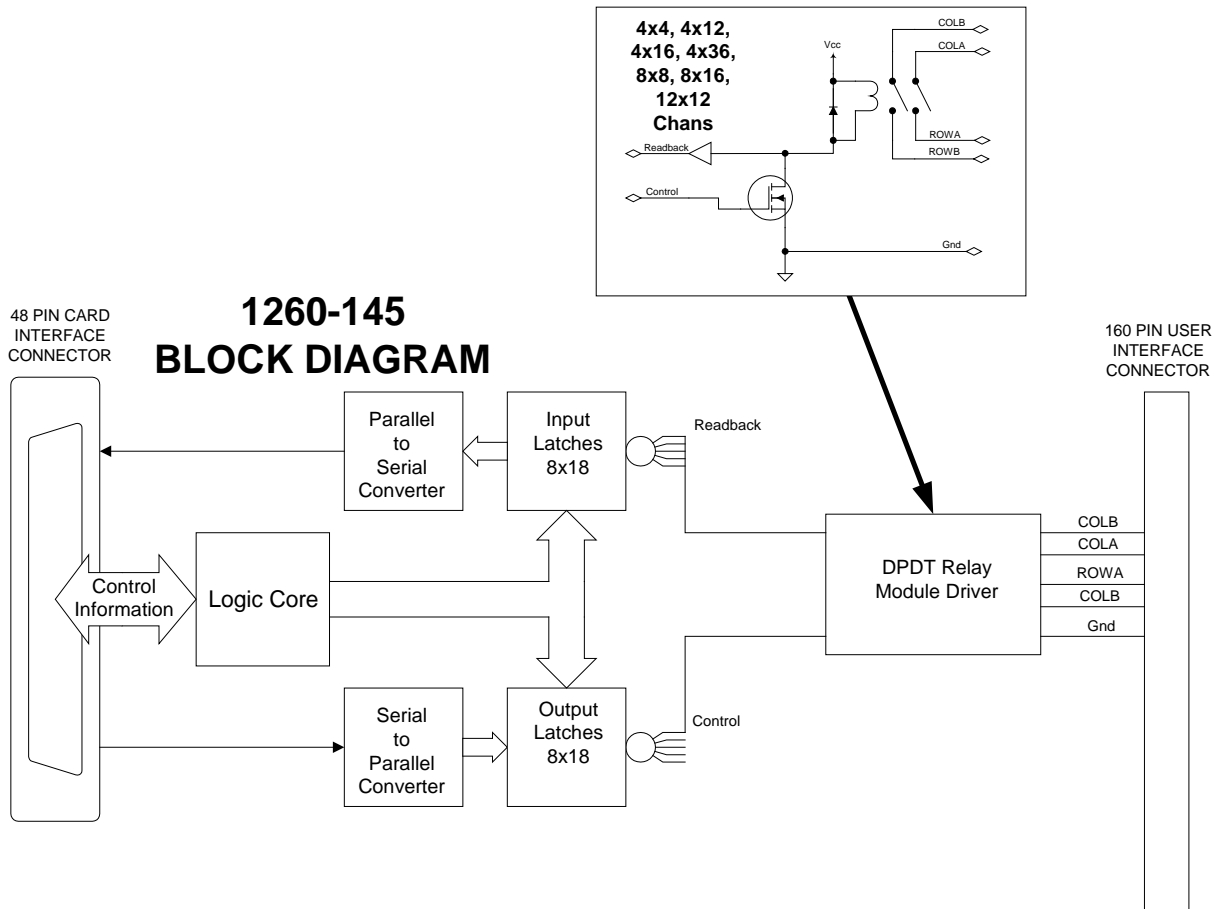 4x4, 4x12,
4x16, 4x36,
8x8, 8x16,
12x12
Chans
Vcc
COLB
COLA
ROWA
ROWB
Readback
Control
Gnd
1260-145
BLOCK DIAGRAM
48 PIN CARD
INTERFACE
CONNECTOR
160 PIN USER
INTERFACE
CONNECTOR
Parallel
to
Serial
Converter
Input
Latches
8x18
Readback
Control
Information
Logic Core
DPDT Relay
Module Driver
COLB
COLA
ROWA
COLB
Gnd
Serial
to
Parallel
Converter
Output
Latches
8x18
Control